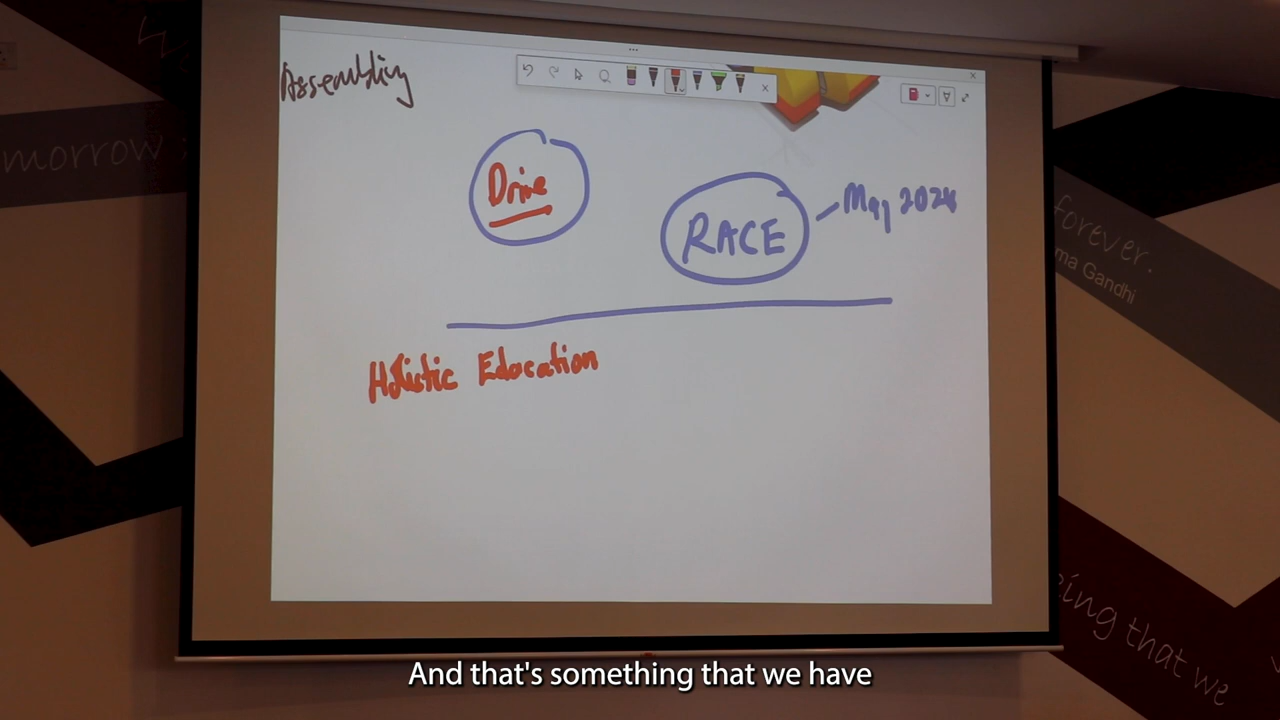 Assembling
Drive
RACE
May 2024
Holistic Education
morrow
forever.
ma Gandhi
eing that we
And that's something that we have